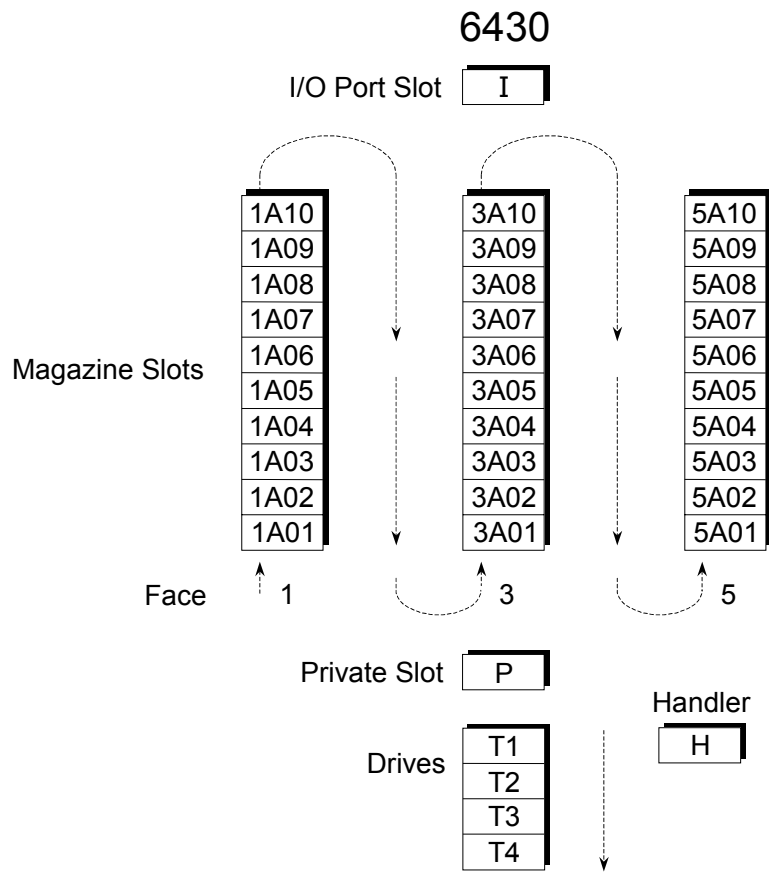 6430
I/O Port Slot I
1A10 3A10 5A10
1A09 3A09 5A09
1A08 3A08 5A08
1A07 3A07 5A07
Magazine Slots 1A06 3A06 5A06
1A05 3A05 5A05
1A04 3A04 5A04
1A03 3A03 5A03
1A02 3A02 5A02
1A01 3A01 5A01
Face 1 3 5
Private Slot P
Handler
H
Drives
T1
T2
T3
T4